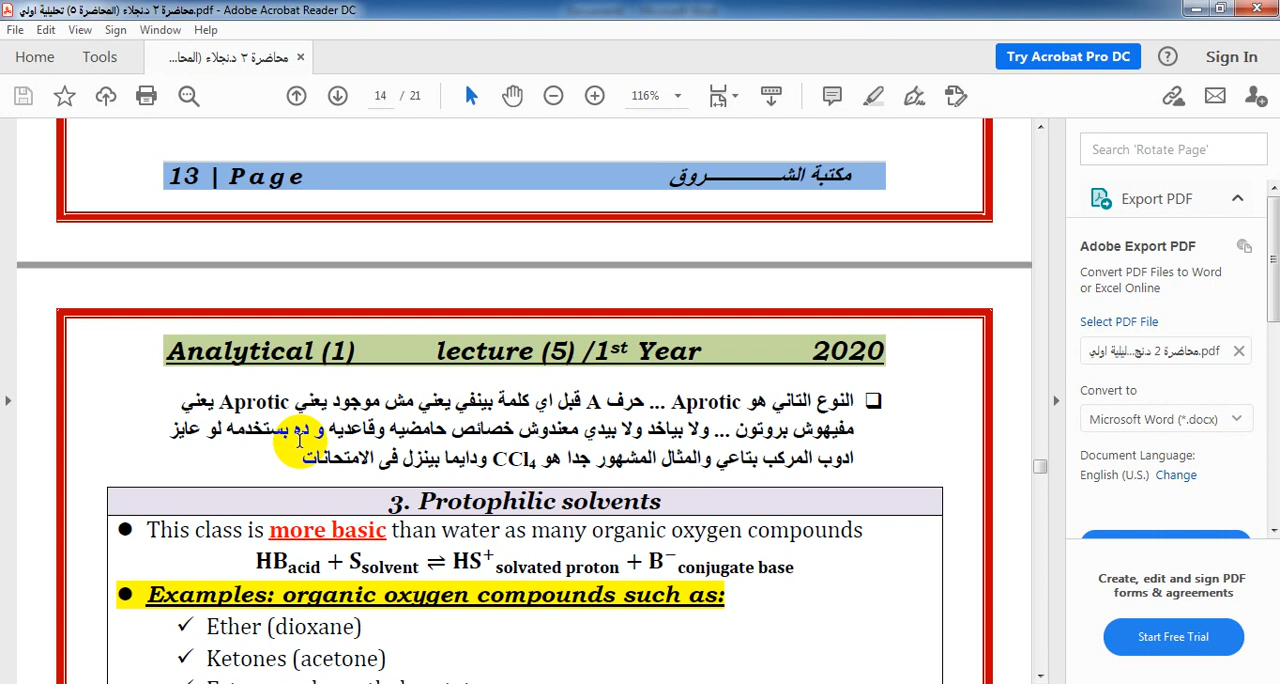 محاضرة ٢ د.نجلاء (المحاضرة ٥) تحليلية اولي.pdf - Adobe Acrobat Reader DC
File Edit View Sign Window Help
Home Tools محاضرة ٢ د.نجلاء (المحا... × Try Acrobat Pro DC Sign In
14 / 21 116%
13 | Page مكتبة الشـــــــــــروق
Analytical (1) lecture (5) /1st Year 2020
❑ النوع التاني هو Aprotic ... حرف A قبل اي كلمة بينفي يعني مش موجود يعني Aprotic يعني
مفيهوش بروتون ... ولا بياخد ولا بيدي معندوش خصائص حامضيه وقاعديه و ده بستخدمه لو عايز
ادوب المركب بتاعي والمثال المشهور جدا هو CCl₄ ودايما بينزل فى الامتحانات
3. Protophilic solvents
● This class is more basic than water as many organic oxygen compounds
HBacid + Ssolvent ⇌ HS⁺ solvated proton + B⁻ conjugate base
● Examples: organic oxygen compounds such as:
✓ Ether (dioxane)
✓ Ketones (acetone)
Search 'Rotate Page'
Export PDF
Adobe Export PDF
Convert PDF Files to Word
or Excel Online
Select PDF File
محاضرة 2 د.نج...ليلية اولي.pdf
Convert to
Microsoft Word (*.docx)
Document Language:
English (U.S.) Change
Create, edit and sign PDF
forms & agreements
Start Free Trial